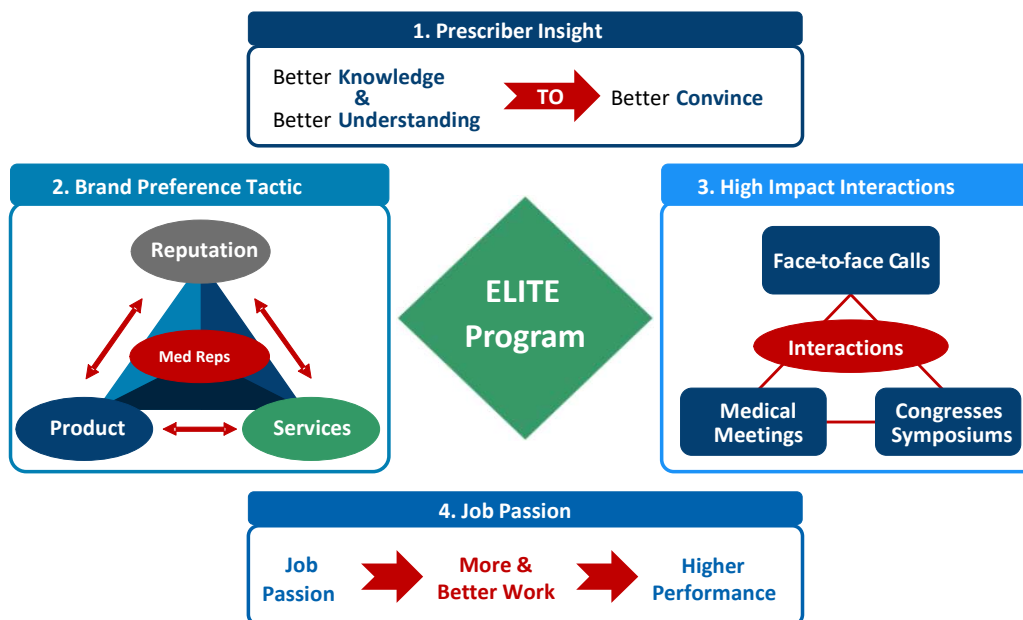 1. Prescriber Insight
Better Knowledge
&
Better Understanding
TO
Better Convince
2. Brand Preference Tactic
Reputation
Med Reps
Product
Services
ELITE
Program
3. High Impact Interactions
Face-to-face Calls
Interactions
Medical
Meetings
Congresses
Symposiums
4. Job Passion
Job
Passion
More &
Better Work
Higher
Performance